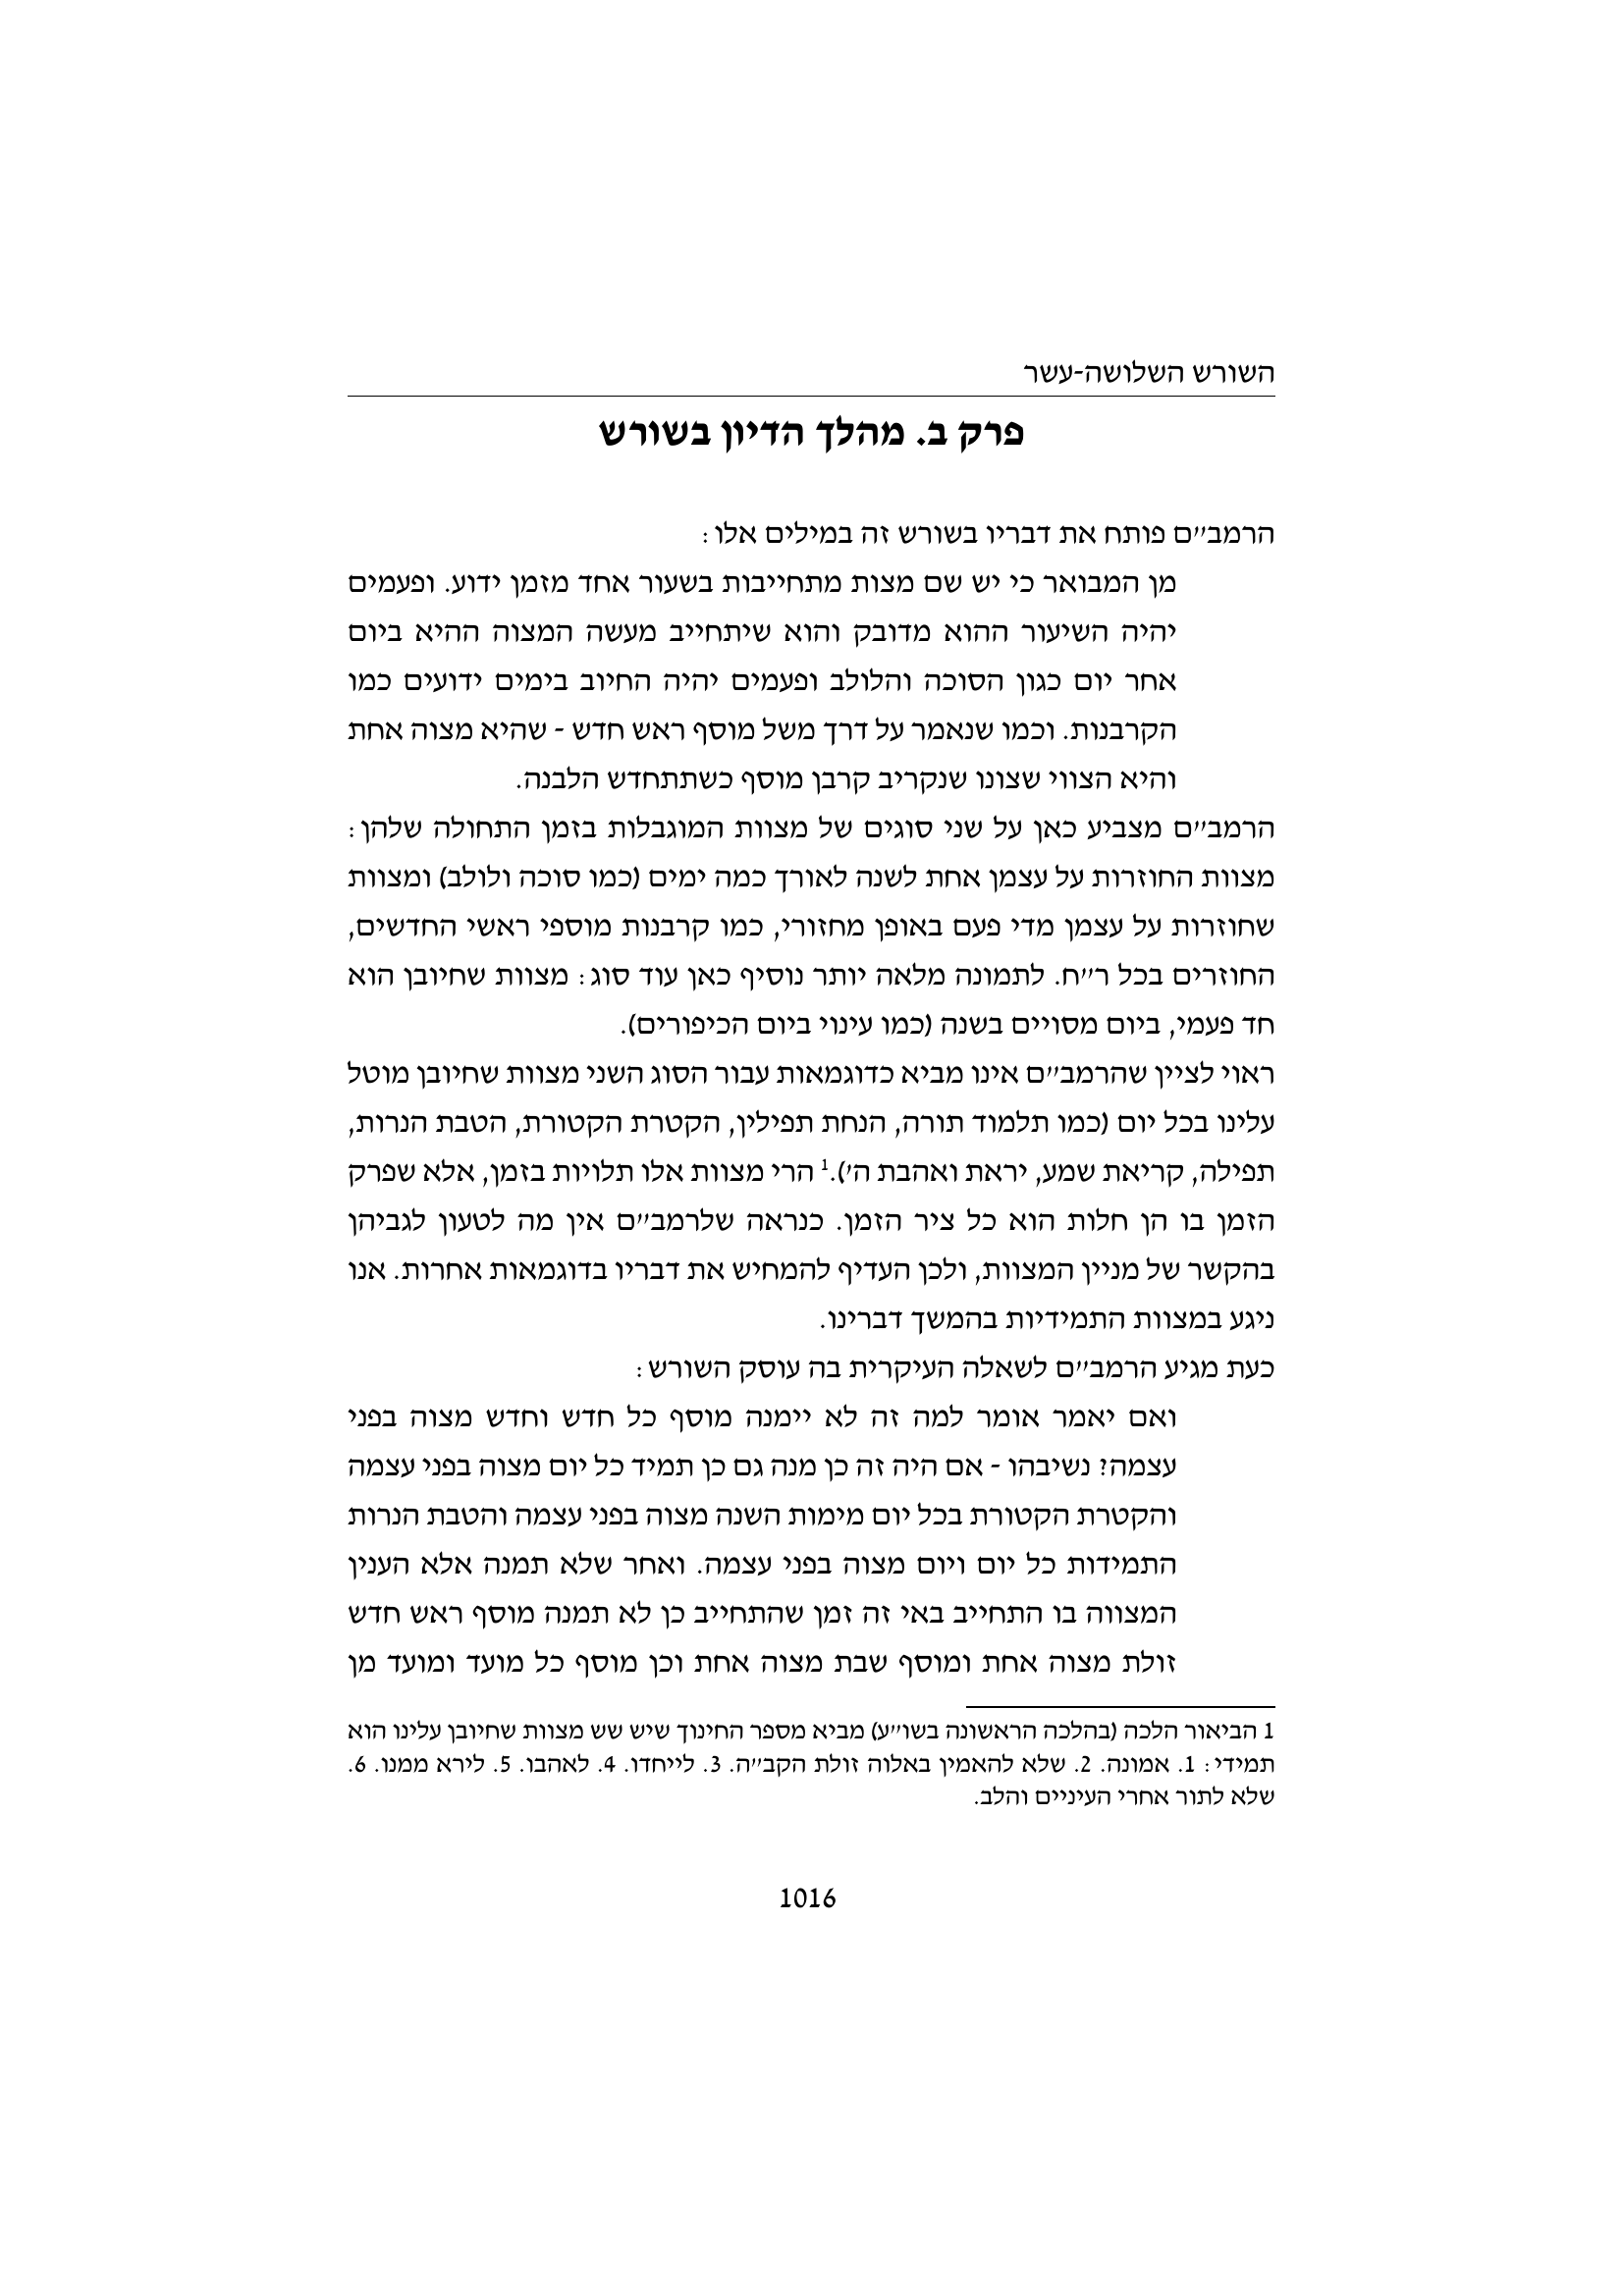 השורש השלושה-עשר
פרק ב. מהלך הדיון בשורש
הרמב״ם פותח את דבריו בשורש זה במילים אלו:
מן המבואר כי יש שם מצות מתחייבות בשעור אחד מזמן ידוע. ופעמים
יהיה השיעור ההוא מדובק והוא שיתחייב מעשה המצוה ההיא ביום
אחר יום כגון הסוכה והלולב ופעמים יהיה החיוב בימים ידועים כמו
הקרבנות. וכמו שנאמר על דרך משל מוסף ראש חדש - שהיא מצוה אחת
והיא הצווי שצונו שנקריב קרבן מוסף כשתתחדש הלבנה.
הרמב״ם מצביע כאן על שני סוגים של מצוות המוגבלות בזמן התחולה שלהן:
מצוות החוזרות על עצמן אחת לשנה לאורך כמה ימים (כמו סוכה ולולב) ומצוות
שחוזרות על עצמן מדי פעם באופן מחזורי, כמו קרבנות מוספי ראשי החדשים,
החוזרים בכל ר״ח. לתמונה מלאה יותר נוסיף כאן עוד סוג: מצוות שחיובן הוא
חד פעמי, ביום מסויים בשנה (כמו עינוי ביום הכיפורים).
ראוי לציין שהרמב״ם אינו מביא כדוגמאות עבור הסוג השני מצוות שחיובן מוטל
עלינו בכל יום (כמו תלמוד תורה, הנחת תפילין, הקטרת הקטורת, הטבת הנרות,
תפילה, קריאת שמע, יראת ואהבת ה׳).1 הרי מצוות אלו תלויות בזמן, אלא שפרק
הזמן בו הן חלות הוא כל ציר הזמן. כנראה שלרמב״ם אין מה לטעון לגביהן
בהקשר של מניין המצוות, ולכן העדיף להמחיש את דבריו בדוגמאות אחרות. אנו
ניגע במצוות התמידיות בהמשך דברינו.
כעת מגיע הרמב״ם לשאלה העיקרית בה עוסק השורש:
ואם יאמר אומר למה זה לא יימנה מוסף כל חדש וחדש מצוה בפני
עצמה? נשיבהו - אם היה זה כן מנה גם כן תמיד כל יום מצוה בפני עצמה
והקטרת הקטורת בכל יום מימות השנה מצוה בפני עצמה והטבת הנרות
התמידות כל יום ויום מצוה בפני עצמה. ואחר שלא תמנה אלא הענין
המצווה בו התחייב באי זה זמן שהתחייב כן לא תמנה מוסף ראש חדש
זולת מצוה אחת ומוסף שבת מצוה אחת וכן מוסף כל מועד ומועד מן
1 הביאור הלכה (בהלכה הראשונה בשו״ע) מביא מספר החינוך שיש שש מצוות שחיובן עלינו הוא
תמידי: 1. אמונה. 2. שלא להאמין באלוה זולת הקב״ה. 3. לייחדו. 4. לאהבו. 5. לירא ממנו. 6.
שלא לתור אחרי העיניים והלב.
1016